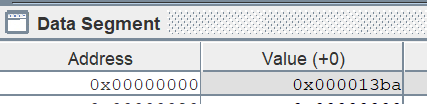 Data Segment
Address Value (+0)
0x00000000 0x000013ba